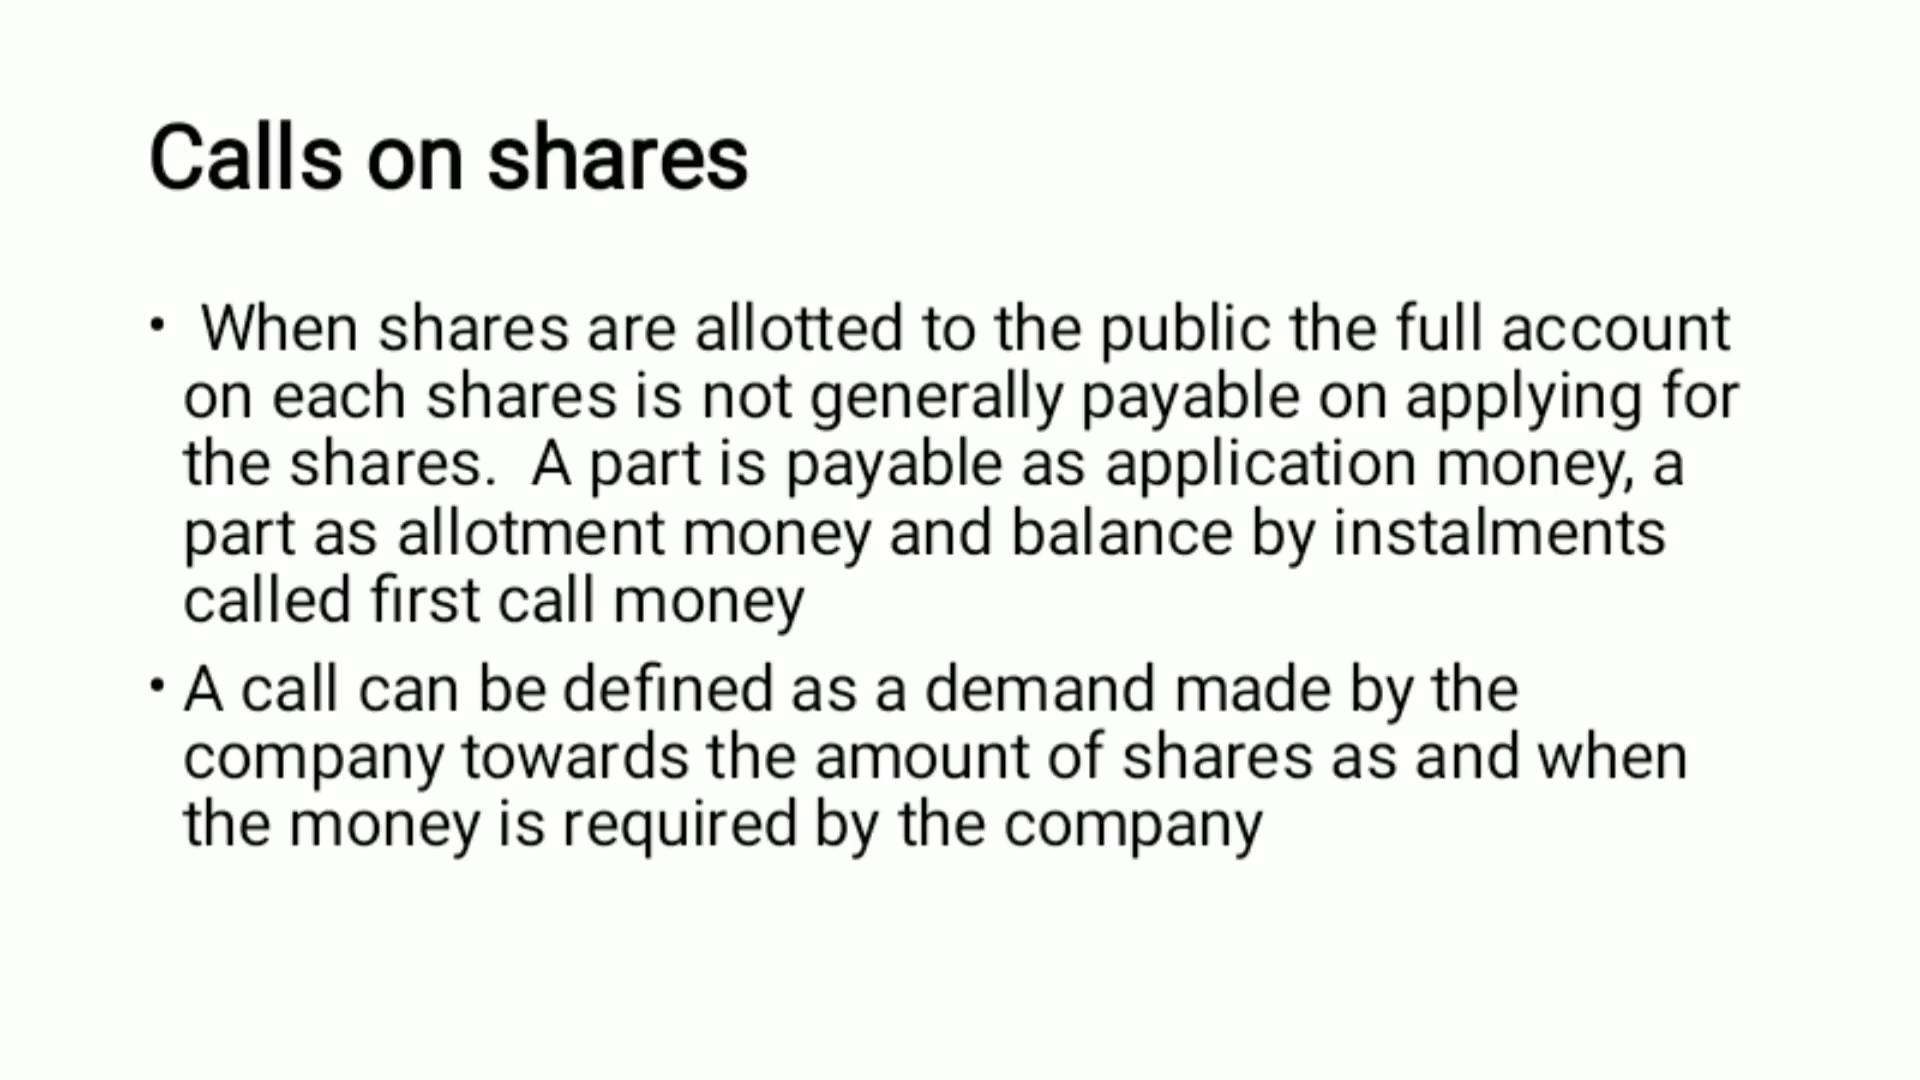 Calls on shares
• When shares are allotted to the public the full account
on each shares is not generally payable on applying for
the shares. A part is payable as application money, a
part as allotment money and balance by instalments
called first call money
• A call can be defined as a demand made by the
company towards the amount of shares as and when
the money is required by the company